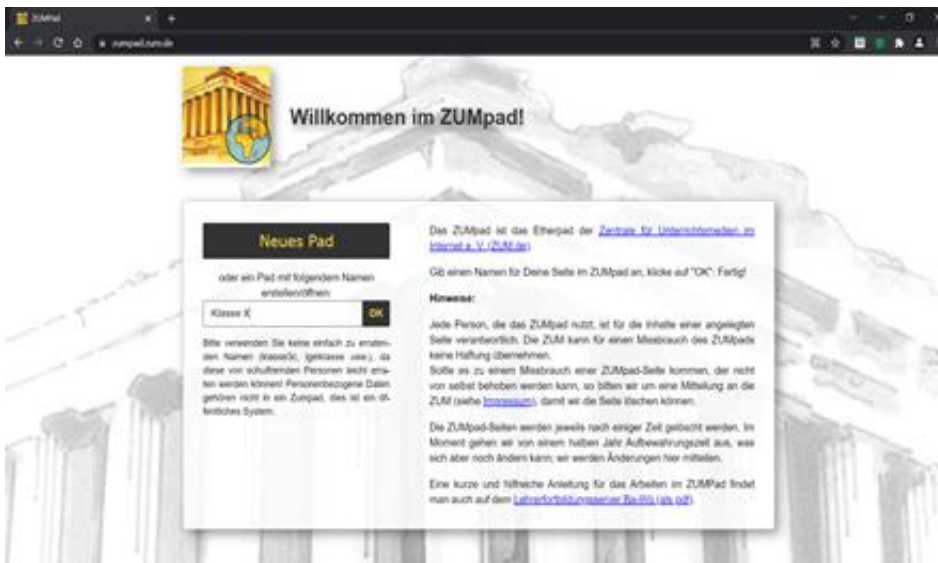 ZUMPad
zumpad.zum.de
Willkommen im ZUMpad!
Neues Pad
oder ein Pad mit folgendem Namen
erstellen/öffnen:
Klasse X
OK
Bitte verwenden Sie keine einfach zu erraten-
den Namen (klasse3c, igelklasse usw.), da
diese von schulfremden Personen leicht erra-
ten werden können! Personenbezogene Daten
gehören nicht in ein Zumpad, dies ist ein öf-
fentliches System.
Das ZUMpad ist das Etherpad der Zentrale für Unterrichtsmedien im
Internet e. V. (ZUM.de)
Gib einen Namen für Deine Seite im ZUMpad an, klicke auf "OK": Fertig!
Hinweise:
Jede Person, die das ZUMpad nutzt, ist für die Inhalte einer angelegten
Seite verantwortlich. Die ZUM kann für einen Missbrauch des ZUMpads
keine Haftung übernehmen.
Sollte es zu einem Missbrauch einer ZUMpad-Seite kommen, der nicht
von selbst behoben werden kann, so bitten wir um eine Mitteilung an die
ZUM (siehe Impressum), damit wir die Seite löschen können.
Die ZUMpad-Seiten werden jeweils nach einiger Zeit gelöscht werden. Im
Moment gehen wir von einem halben Jahr Aufbewahrungszeit aus, was
sich aber noch ändern kann; wir werden Änderungen hier mitteilen.
Eine kurze und hilfreiche Anleitung für das Arbeiten im ZUMPad findet
man auch auf dem Lehrerfortbildungsserver Ba-Wü (als pdf).